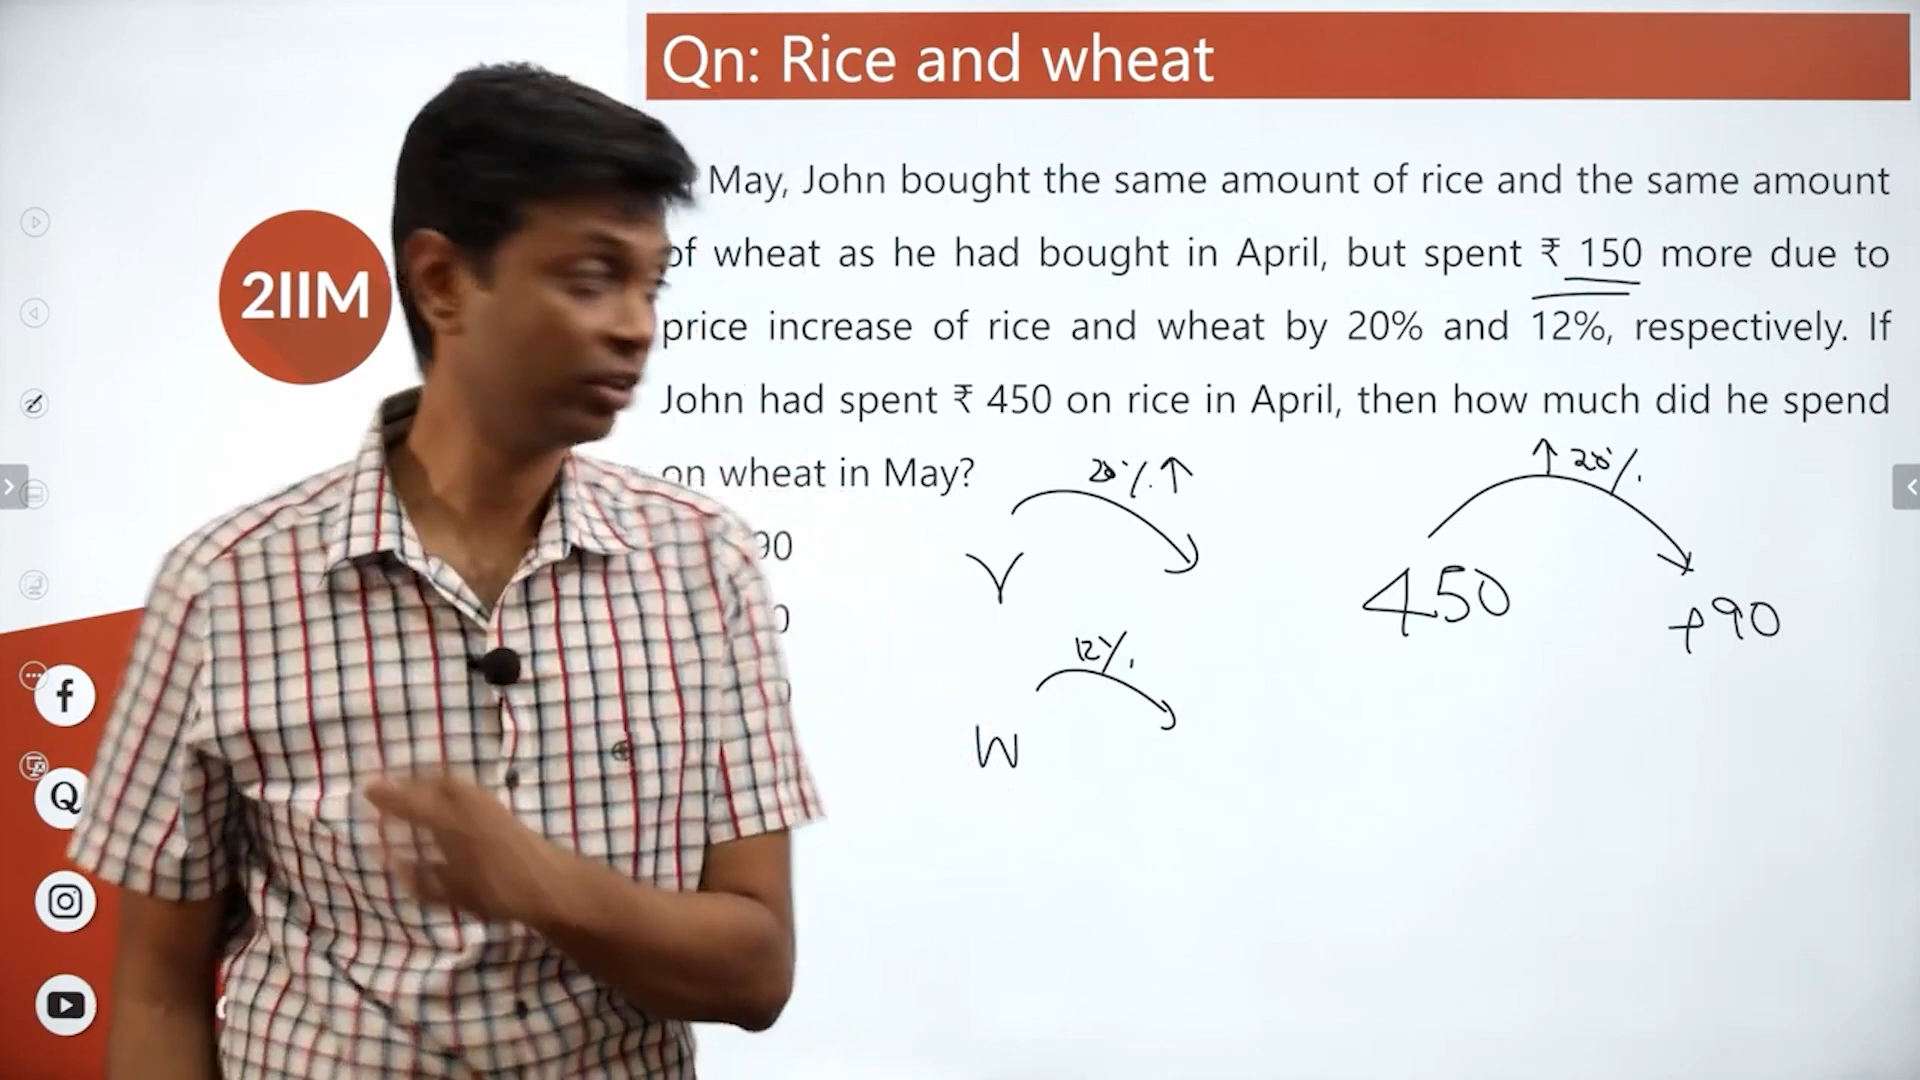 Qn: Rice and wheat
May, John bought the same amount of rice and the same amount
of wheat as he had bought in April, but spent ₹ 150 more due to
price increase of rice and wheat by 20% and 12%, respectively. If
John had spent ₹ 450 on rice in April, then how much did he spend
on wheat in May?
2IIM
20% ↑
↑ 20%
90
r
450
+90
0
12%
W
f
Q